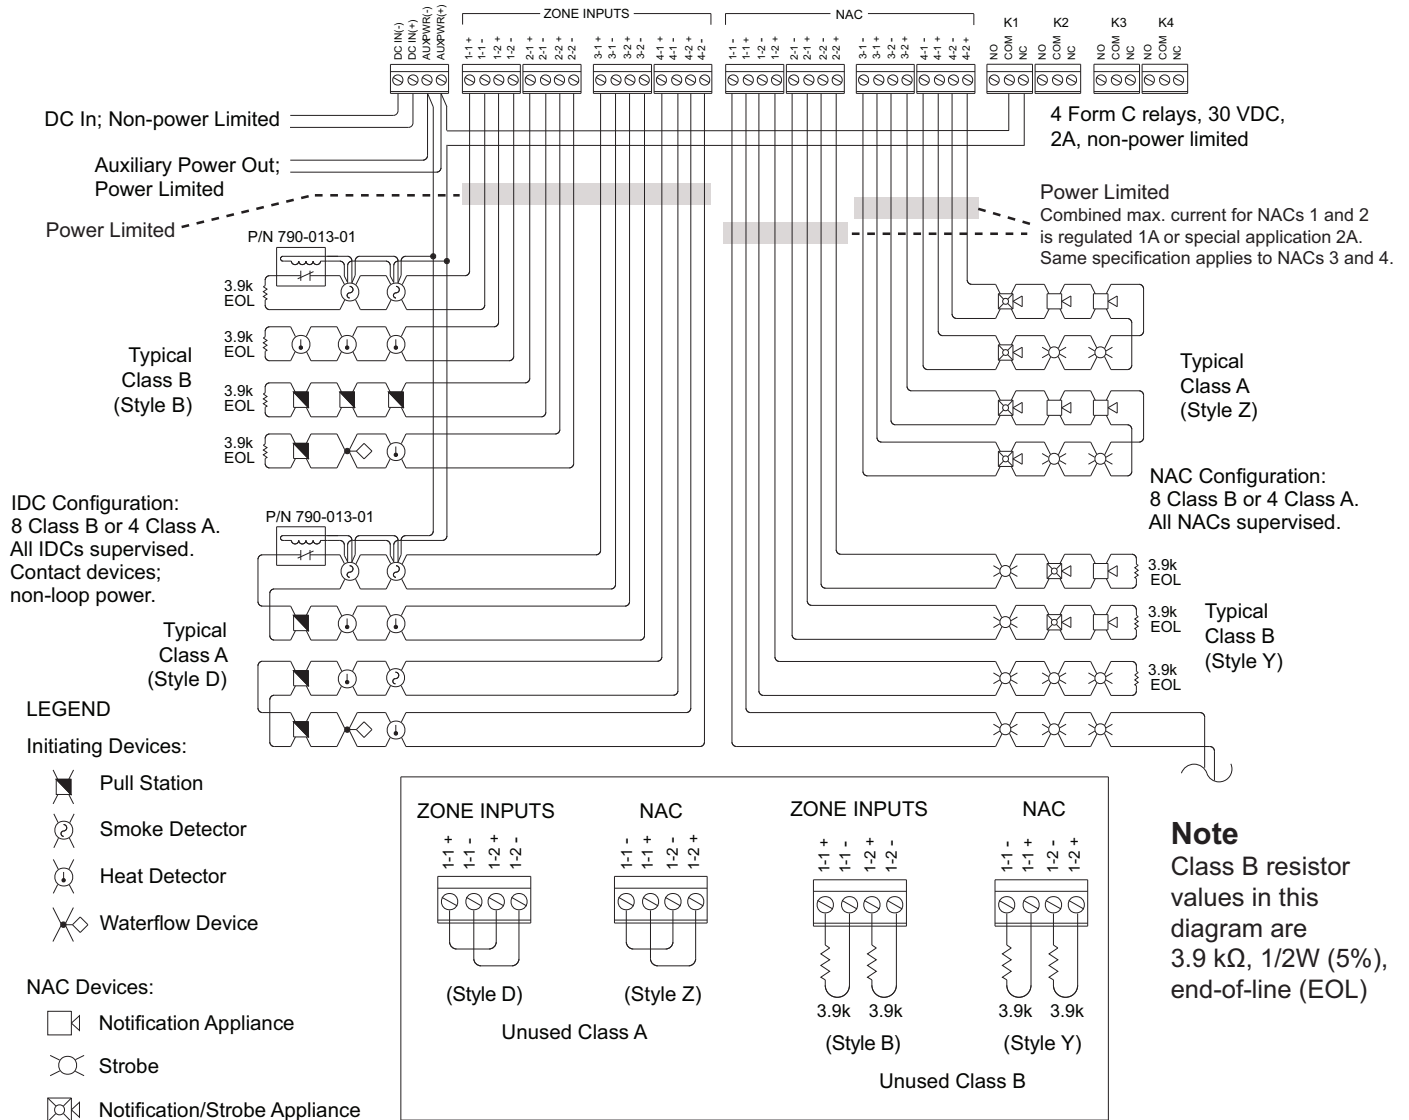 ZONE INPUTS
NAC
DC IN(-)
DC IN(+)
AUXPWR(-)
AUXPWR(+)
1-1 +
1-1 -
1-2 +
1-2 -
2-1 +
2-1 -
2-2 +
2-2 -
3-1 +
3-1 -
3-2 +
3-2 -
4-1 +
4-1 -
4-2 +
4-2 -
1-1 -
1-1 +
1-2 -
1-2 +
2-1 -
2-1 +
2-2 -
2-2 +
3-1 -
3-1 +
3-2 -
3-2 +
4-1 -
4-1 +
4-2 -
4-2 +
K1
K2
K3
K4
NO
COM
NC
NO
COM
NC
NO
COM
NC
NO
COM
NC
DC In; Non-power Limited
Auxiliary Power Out;
Power Limited
Power Limited
4 Form C relays, 30 VDC,
2A, non-power limited
Power Limited
Combined max. current for NACs 1 and 2
is regulated 1A or special application 2A.
Same specification applies to NACs 3 and 4.
P/N 790-013-01
3.9k
EOL
3.9k
EOL
3.9k
EOL
3.9k
EOL
Typical
Class B
(Style B)
Typical
Class A
(Style Z)
IDC Configuration:
8 Class B or 4 Class A.
All IDCs supervised.
Contact devices;
non-loop power.
P/N 790-013-01
NAC Configuration:
8 Class B or 4 Class A.
All NACs supervised.
Typical
Class A
(Style D)
3.9k
EOL
3.9k
EOL
3.9k
EOL
Typical
Class B
(Style Y)
LEGEND
Initiating Devices:
Pull Station
Smoke Detector
Heat Detector
Waterflow Device
NAC Devices:
Notification Appliance
Strobe
Notification/Strobe Appliance
ZONE INPUTS
1-1 +
1-1 -
1-2 +
1-2 -
(Style D)
NAC
1-1 -
1-1 +
1-2 -
1-2 +
(Style Z)
Unused Class A
ZONE INPUTS
1-1 +
1-1 -
1-2 +
1-2 -
3.9k 3.9k
(Style B)
NAC
1-1 -
1-1 +
1-2 -
1-2 +
3.9k 3.9k
(Style Y)
Unused Class B
Note
Class B resistor
values in this
diagram are
3.9 kΩ, 1/2W (5%),
end-of-line (EOL)